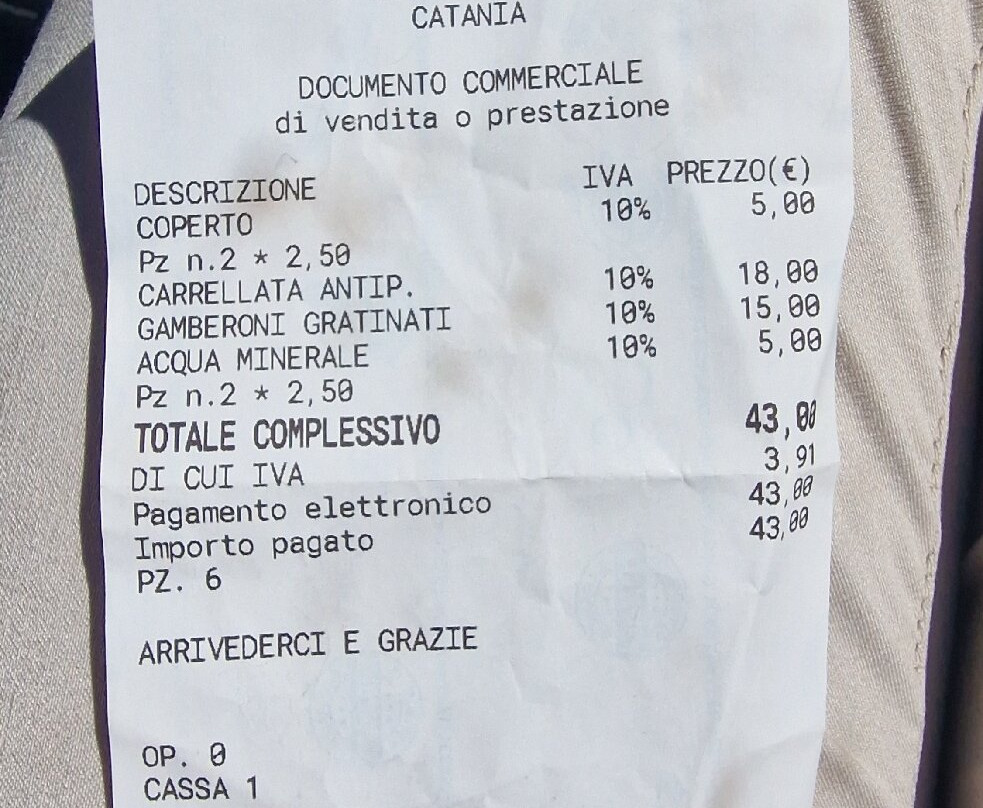 CATANIA
DOCUMENTO COMMERCIALE
di vendita o prestazione
DESCRIZIONE IVA PREZZO(€)
COPERTO 10% 5,00
Pz n.2 * 2,50
CARRELLATA ANTIP. 10% 18,00
GAMBERONI GRATINATI 10% 15,00
ACQUA MINERALE 10% 5,00
Pz n.2 * 2,50
TOTALE COMPLESSIVO 43,00
DI CUI IVA 3,91
Pagamento elettronico 43,00
Importo pagato 43,00
PZ. 6
ARRIVEDERCI E GRAZIE
OP. 0
CASSA 1